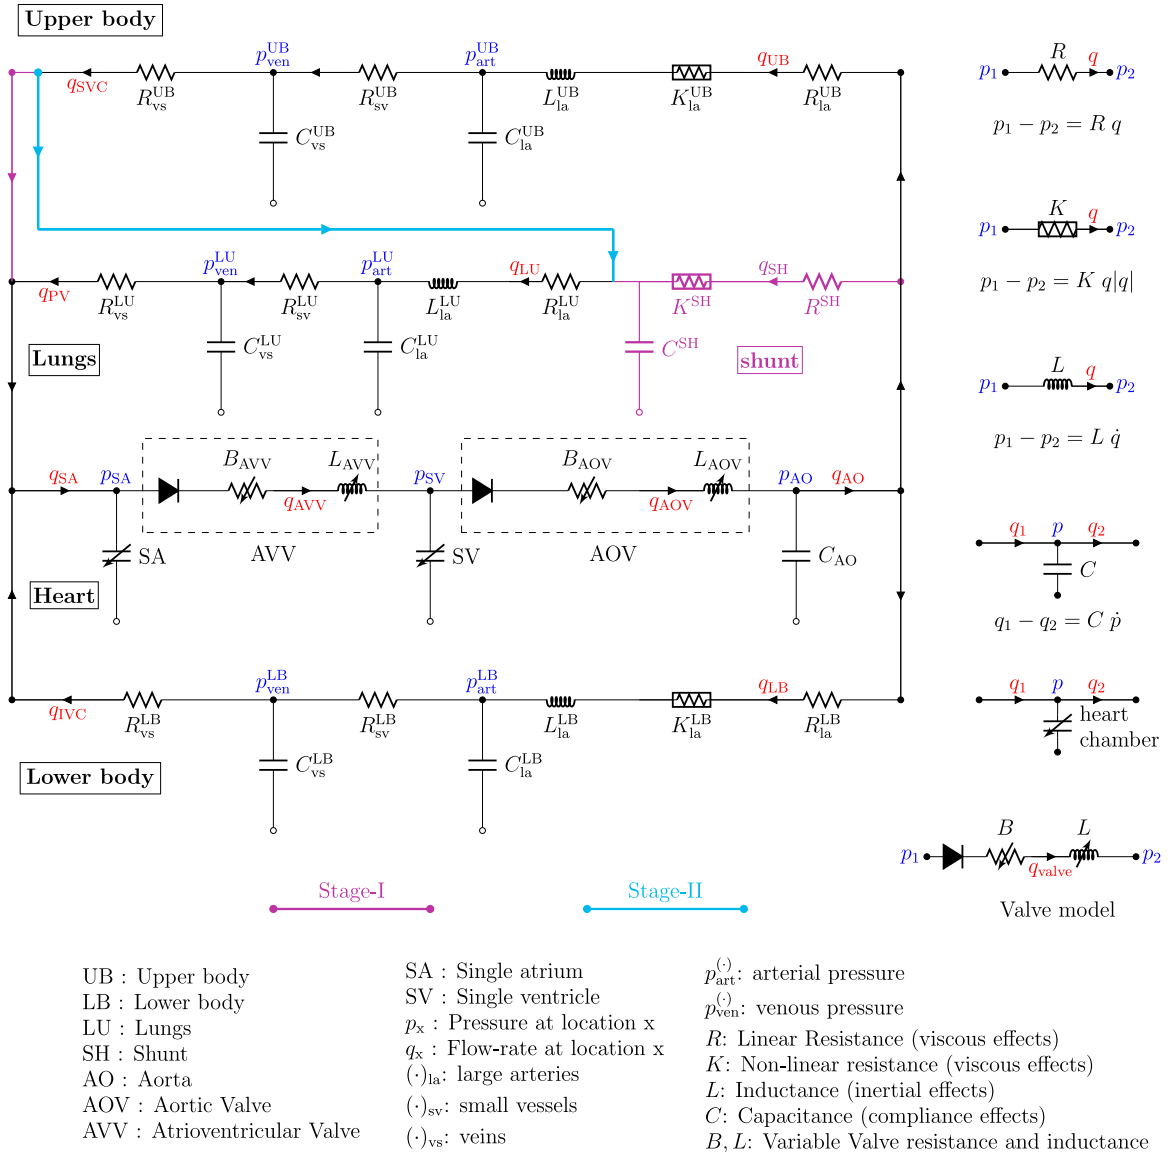 Upper body
p_ven^UB p_art^UB q_UB R p_1 q p_2
q_SVC R_vs^UB R_sv^UB L_la^UB K_la^UB R_la^UB
C_vs^UB C_la^UB p_1 − p_2 = R q
K p_1 q p_2
p_ven^LU p_art^LU q_LU q_SH p_1 − p_2 = K q|q|
q_PV R_vs^LU R_sv^LU L_la^LU R_la^LU K^SH R^SH
Lungs C_vs^LU C_la^LU C^SH shunt
L p_1 q p_2
p_1 − p_2 = L q̇
B_AVV L_AVV B_AOV L_AOV
q_SA p_SA q_AVV p_SV q_AOV p_AO q_AO
SA AVV SV AOV C_AO
q_1 p q_2
C
Heart
q_1 − q_2 = C ṗ
p_ven^LB p_art^LB q_LB q_1 p q_2
q_IVC R_vs^LB R_sv^LB L_la^LB K_la^LB R_la^LB
heart
chamber
Lower body C_vs^LB C_la^LB
B L
p_1 q_valve p_2
Stage-I Stage-II
Valve model
UB : Upper body
LB : Lower body
LU : Lungs
SH : Shunt
AO : Aorta
AOV : Aortic Valve
AVV : Atrioventricular Valve
SA : Single atrium
SV : Single ventricle
p_x : Pressure at location x
q_x : Flow-rate at location x
(·)_la: large arteries
(·)_sv: small vessels
(·)_vs: veins
p_art^(·): arterial pressure
p_ven^(·): venous pressure
R: Linear Resistance (viscous effects)
K: Non-linear resistance (viscous effects)
L: Inductance (inertial effects)
C: Capacitance (compliance effects)
B, L: Variable Valve resistance and inductance